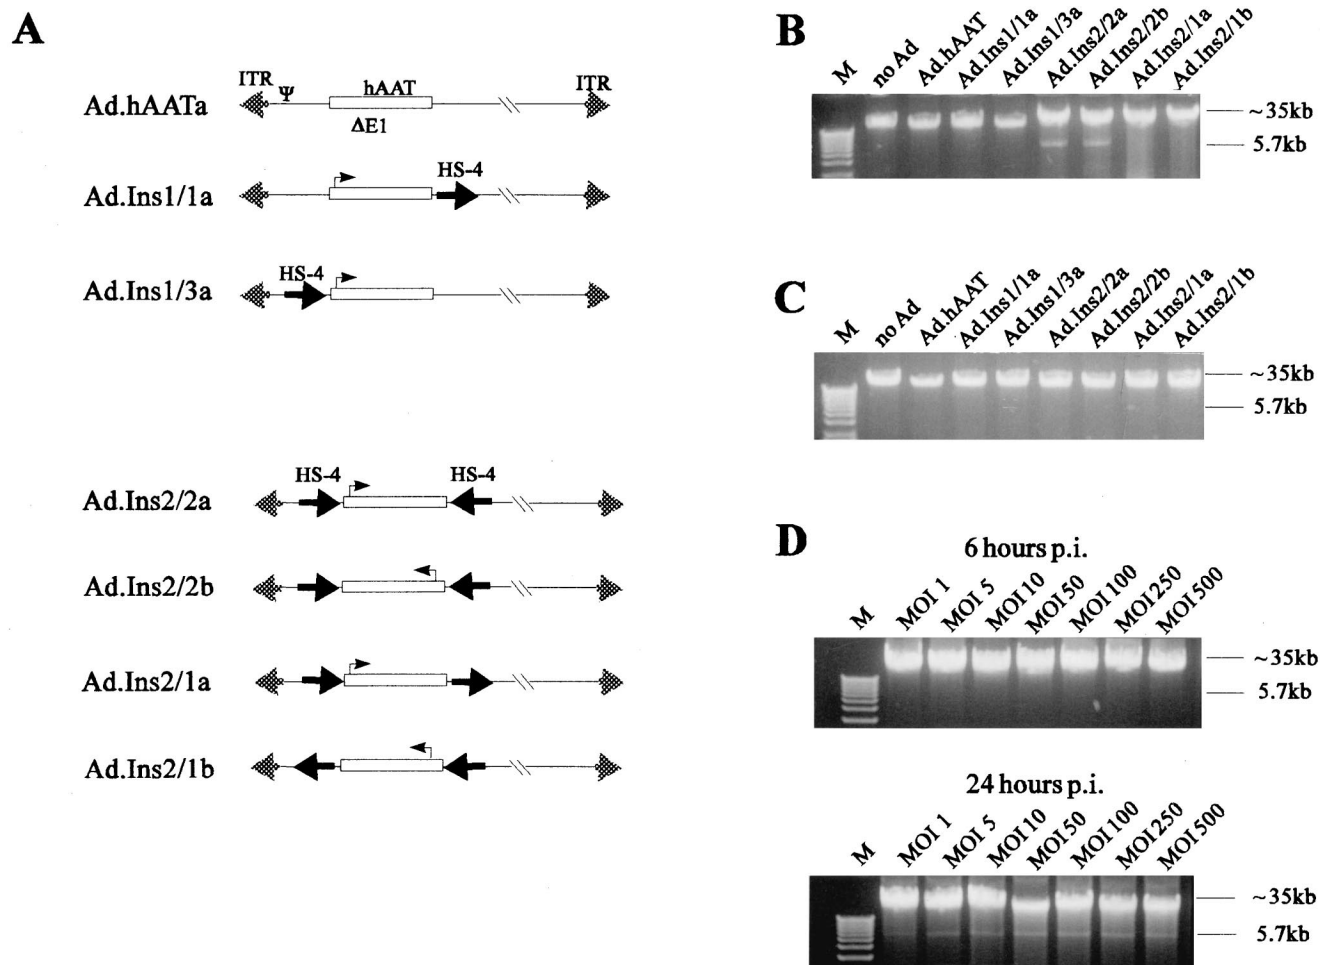 A
ITR
Ψ
hAAT
ITR
Ad.hAATa
ΔE1
HS-4
Ad.Ins1/1a
HS-4
Ad.Ins1/3a
HS-4
HS-4
Ad.Ins2/2a
Ad.Ins2/2b
Ad.Ins2/1a
Ad.Ins2/1b
B
M
no Ad
Ad.hAAT
Ad.Ins1/1a
Ad.Ins1/3a
Ad.Ins2/2a
Ad.Ins2/2b
Ad.Ins2/1a
Ad.Ins2/1b
~35kb
5.7kb
C
M
no Ad
Ad.hAAT
Ad.Ins1/1a
Ad.Ins1/3a
Ad.Ins2/2a
Ad.Ins2/2b
Ad.Ins2/1a
Ad.Ins2/1b
~35kb
5.7kb
D
6 hours p.i.
M
MOI 1
MOI 5
MOI 10
MOI 50
MOI 100
MOI 250
MOI 500
~35kb
5.7kb
24 hours p.i.
M
MOI 1
MOI 5
MOI 10
MOI 50
MOI 100
MOI 250
MOI 500
~35kb
5.7kb